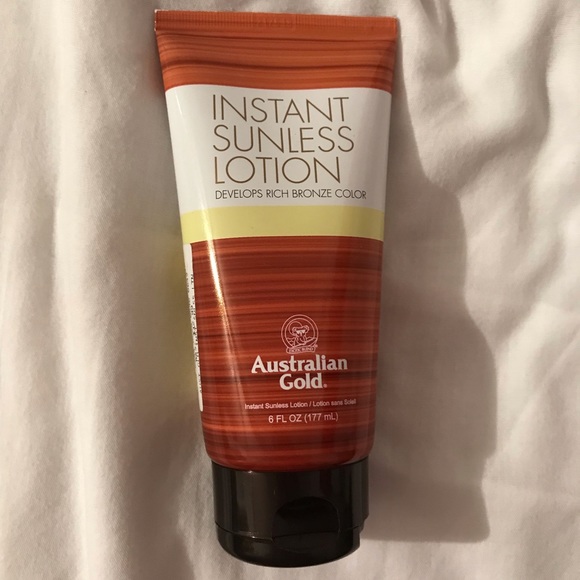 INSTANT
SUNLESS
LOTION
DEVELOPS RICH BRONZE COLOR
Australian
Gold®
Instant Sunless Lotion / Lotion sans Soleil
6 FL OZ (177 mL)